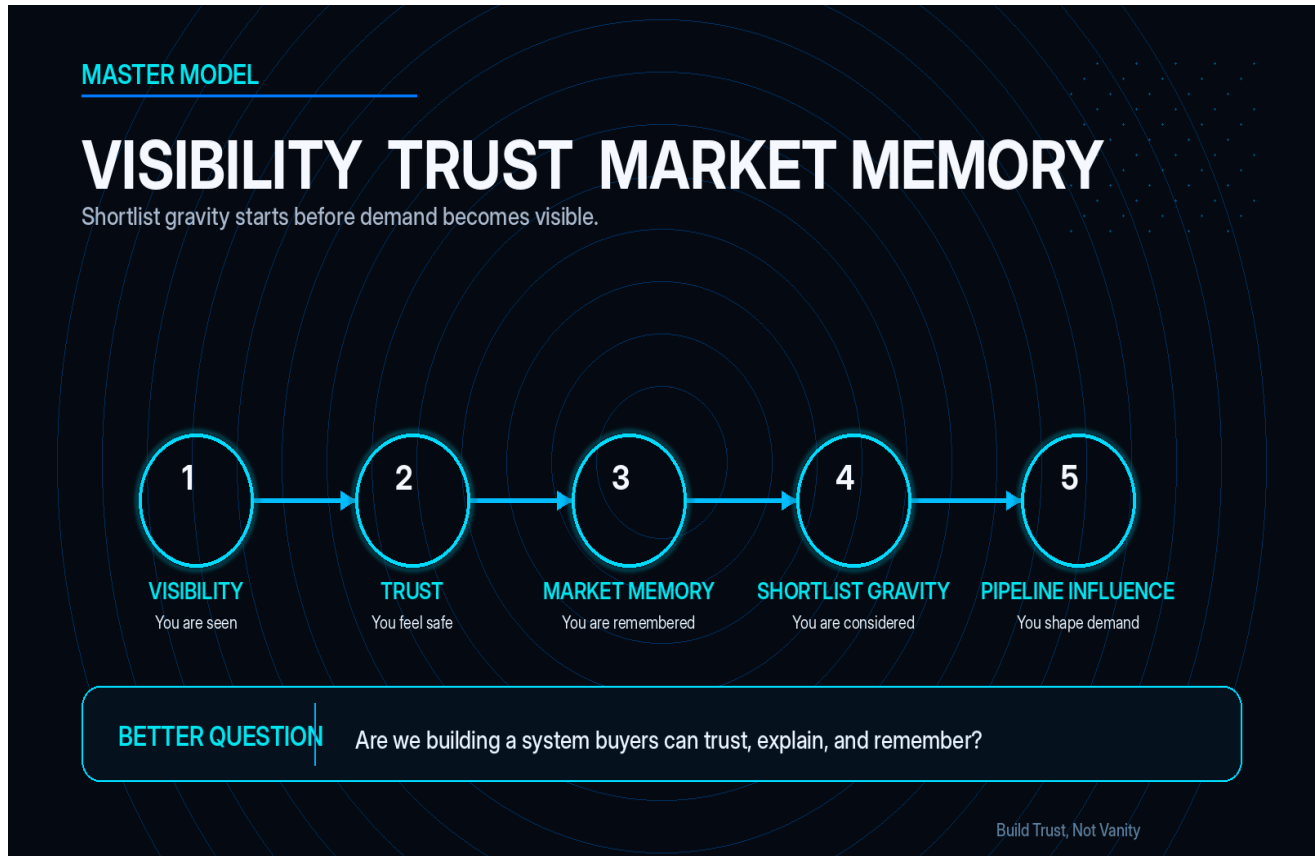 MASTER MODEL
VISIBILITY TRUST MARKET MEMORY
Shortlist gravity starts before demand becomes visible.
1 2 3 4 5
VISIBILITY TRUST MARKET MEMORY SHORTLIST GRAVITY PIPELINE INFLUENCE
You are seen You feel safe You are remembered You are considered You shape demand
BETTER QUESTION Are we building a system buyers can trust, explain, and remember?
Build Trust, Not Vanity